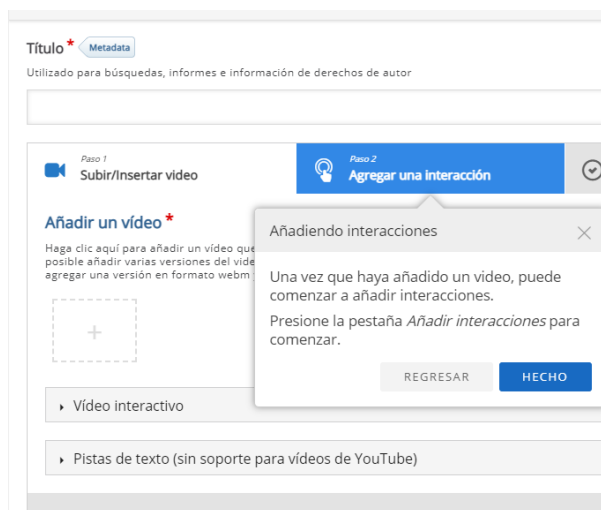 Título * Metadata
Utilizado para búsquedas, informes e información de derechos de autor
Paso 1
Subir/Insertar video
Paso 2
Agregar una interacción
Añadir un vídeo *
Haga clic aquí para añadir un vídeo que
posible añadir varias versiones del vide
agregar una versión en formato webm
Añadiendo interacciones
Una vez que haya añadido un video, puede
comenzar a añadir interacciones.
Presione la pestaña Añadir interacciones para
comenzar.
REGRESAR
HECHO
Vídeo interactivo
Pistas de texto (sin soporte para vídeos de YouTube)